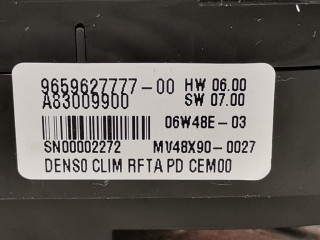 9659627777-00 HW 06.00
A83009900 SW 07.00
06W48E-03
SN00002272 MV48X90-0027
DENSO CLIM RFTA PD CEM00